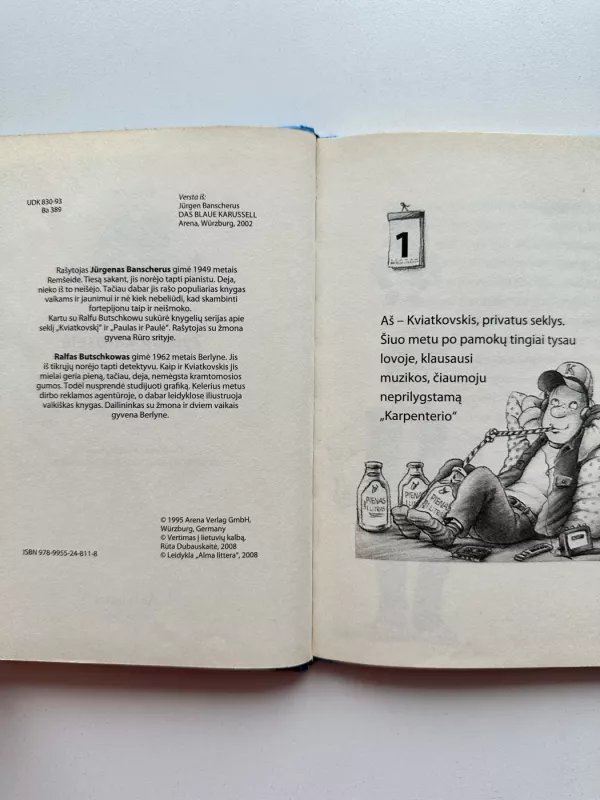 UDK 830-93
Ba 389
Versta iš:
Jürgen Banscherus
DAS BLAUE KARUSSELL
Arena, Würzburg, 2002
Rašytojas Jürgenas Banscherus gimė 1949 metais
Remšeide. Tiesą sakant, jis norėjo tapti pianistu. Deja,
nieko iš to neišėjo. Tačiau dabar jis rašo populiarias knygas
vaikams ir jaunimui ir nė kiek nebeliūdi, kad skambinti
fortepijonu taip ir neišmoko.
Kartu su Ralfu Butschkowu sukūrė knygelių serijas apie
seklį „Kviatkovskį" ir „Paulas ir Paulė". Rašytojas su žmona
gyvena Rūro srityje.
Ralfas Butschkowas gimė 1962 metais Berlyne. Jis
iš tikrųjų norėjo tapti detektyvu. Kaip ir Kviatkovskis jis
mielai geria pieną, tačiau, deja, nemėgsta kramtomosios
gumos. Todėl nusprendė studijuoti grafiką. Kelerius metus
dirbo reklamos agentūroje, o dabar leidyklose iliustruoja
vaikiškas knygas. Dailininkas su žmona ir dviem vaikais
gyvena Berlyne.
© 1995 Arena Verlag GmbH,
Würzburg, Germany
© Vertimas į lietuvių kalbą,
Rūta Dubauskaitė, 2008
© Leidykla „Alma littera", 2008
ISBN 978-9955-24-811-8
1
Aš – Kviatkovskis, privatus seklys.
Šiuo metu po pamokų tingiai tysau
lovoje, klausausi
muzikos, čiaumoju
neprilygstamą
„Karpenterio"
K
PIENAS
1 LITRAS
PIENAS
PIENAS